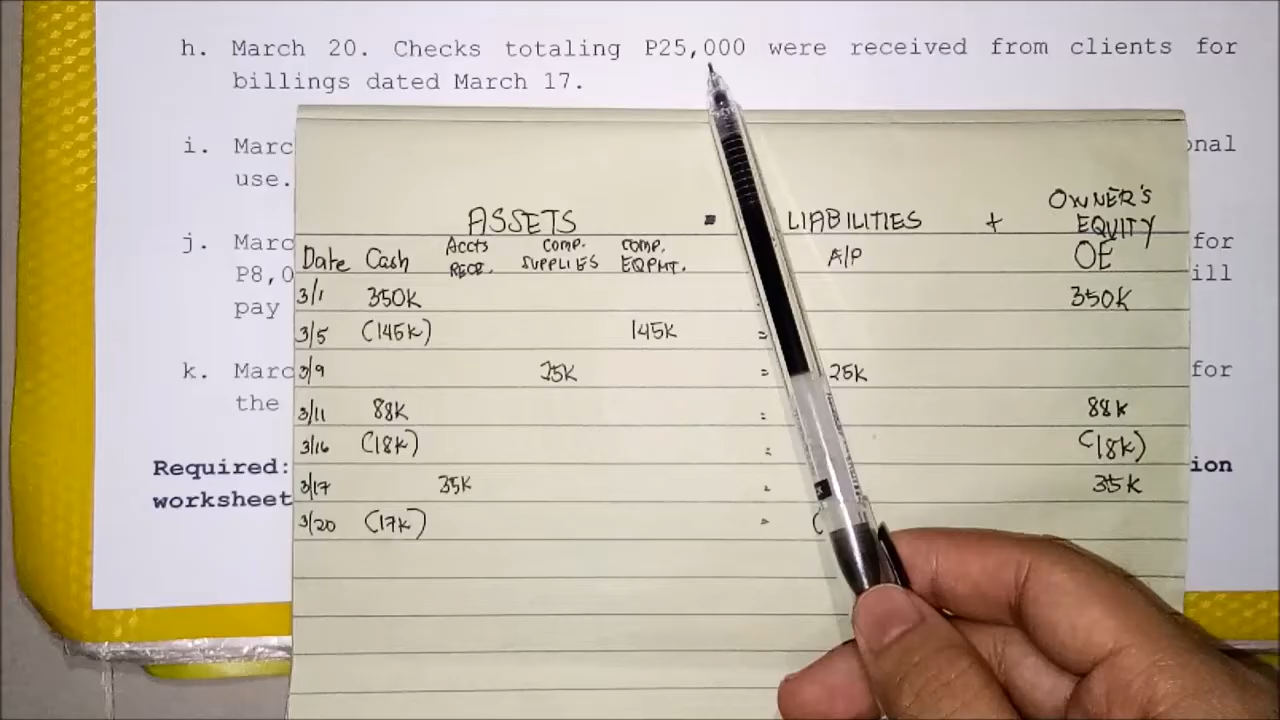 h. March 20. Checks totaling P25,000 were received from clients for
billings dated March 17.
i. Marc onal
use.
j. Marc for
P8,0 ill
pay
k. Marc for
the
Required: ion
worksheet
ASSETS = LIABILITIES + OWNER'S EQUITY
Date Cash Accts RECE. COMP. SUPPLIES COMP. EQPMT. A/P OE
3/1 350K 350K
3/5 (145K) 145K =
3/9 25K = 25K
3/11 88K = 88K
3/16 (18K) = (18K)
3/17 35K = 35K
3/20 (17K) = (